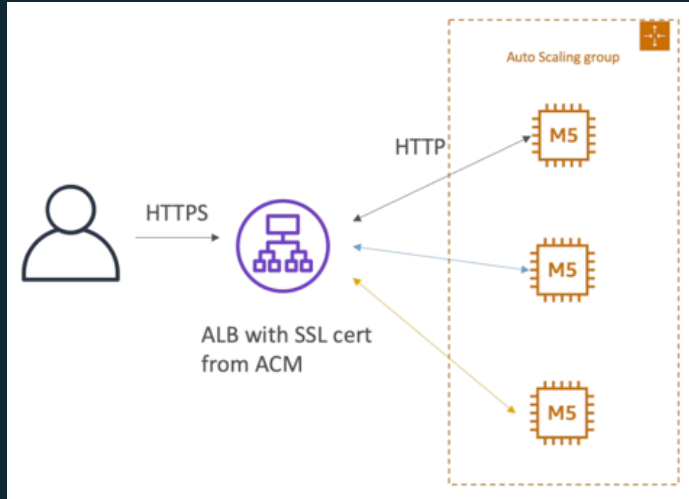 Auto Scaling group
M5
HTTP
HTTPS
M5
ALB with SSL cert
from ACM
M5